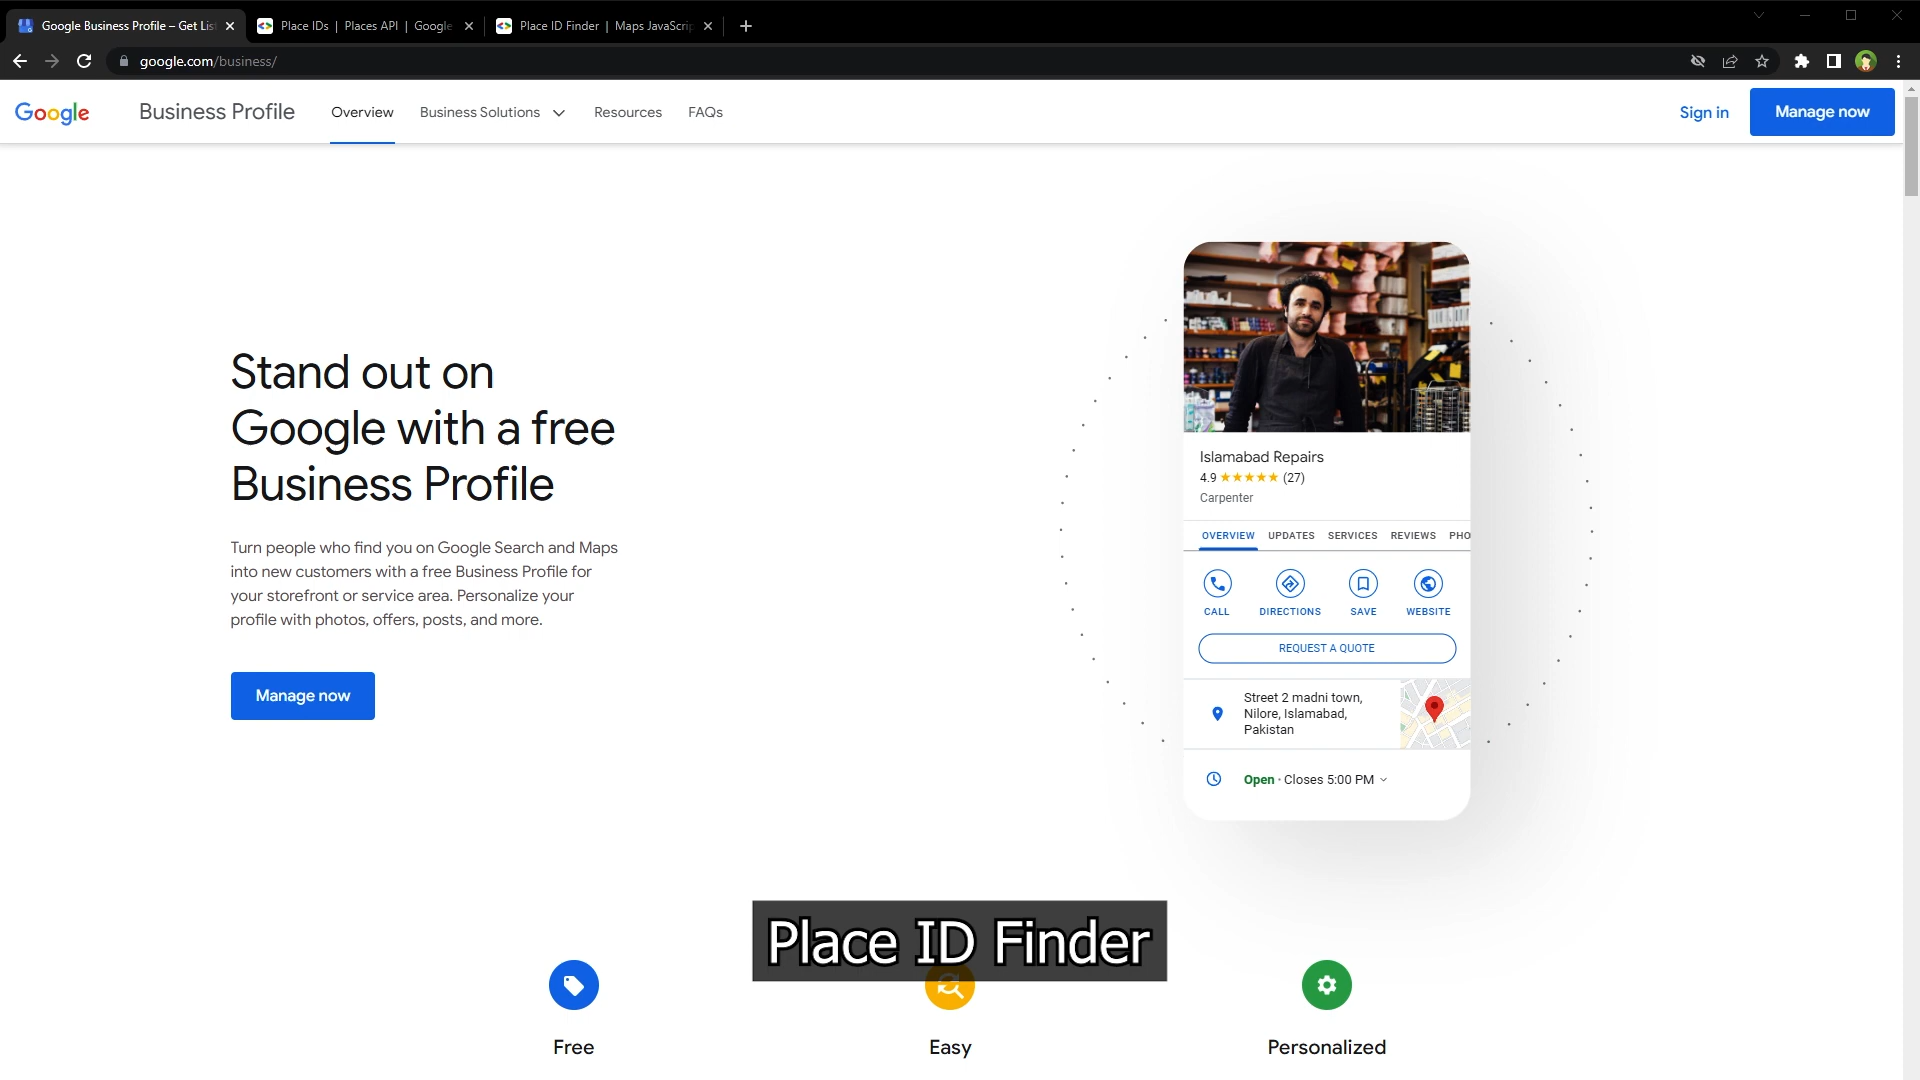 Google Business Profile – Get Lis
Place IDs | Places API | Google
Place ID Finder | Maps JavaScrip
google.com/business/
Google
Business Profile
Overview
Business Solutions
Resources
FAQs
Sign in
Manage now
Stand out on
Google with a free
Business Profile
Turn people who find you on Google Search and Maps
into new customers with a free Business Profile for
your storefront or service area. Personalize your
profile with photos, offers, posts, and more.
Manage now
Islamabad Repairs
4.9 ★★★★★ (27)
Carpenter
OVERVIEW UPDATES SERVICES REVIEWS PHO
CALL DIRECTIONS SAVE WEBSITE
REQUEST A QUOTE
Street 2 madni town,
Nilore, Islamabad,
Pakistan
Open · Closes 5:00 PM
Place ID Finder
Free
Easy
Personalized